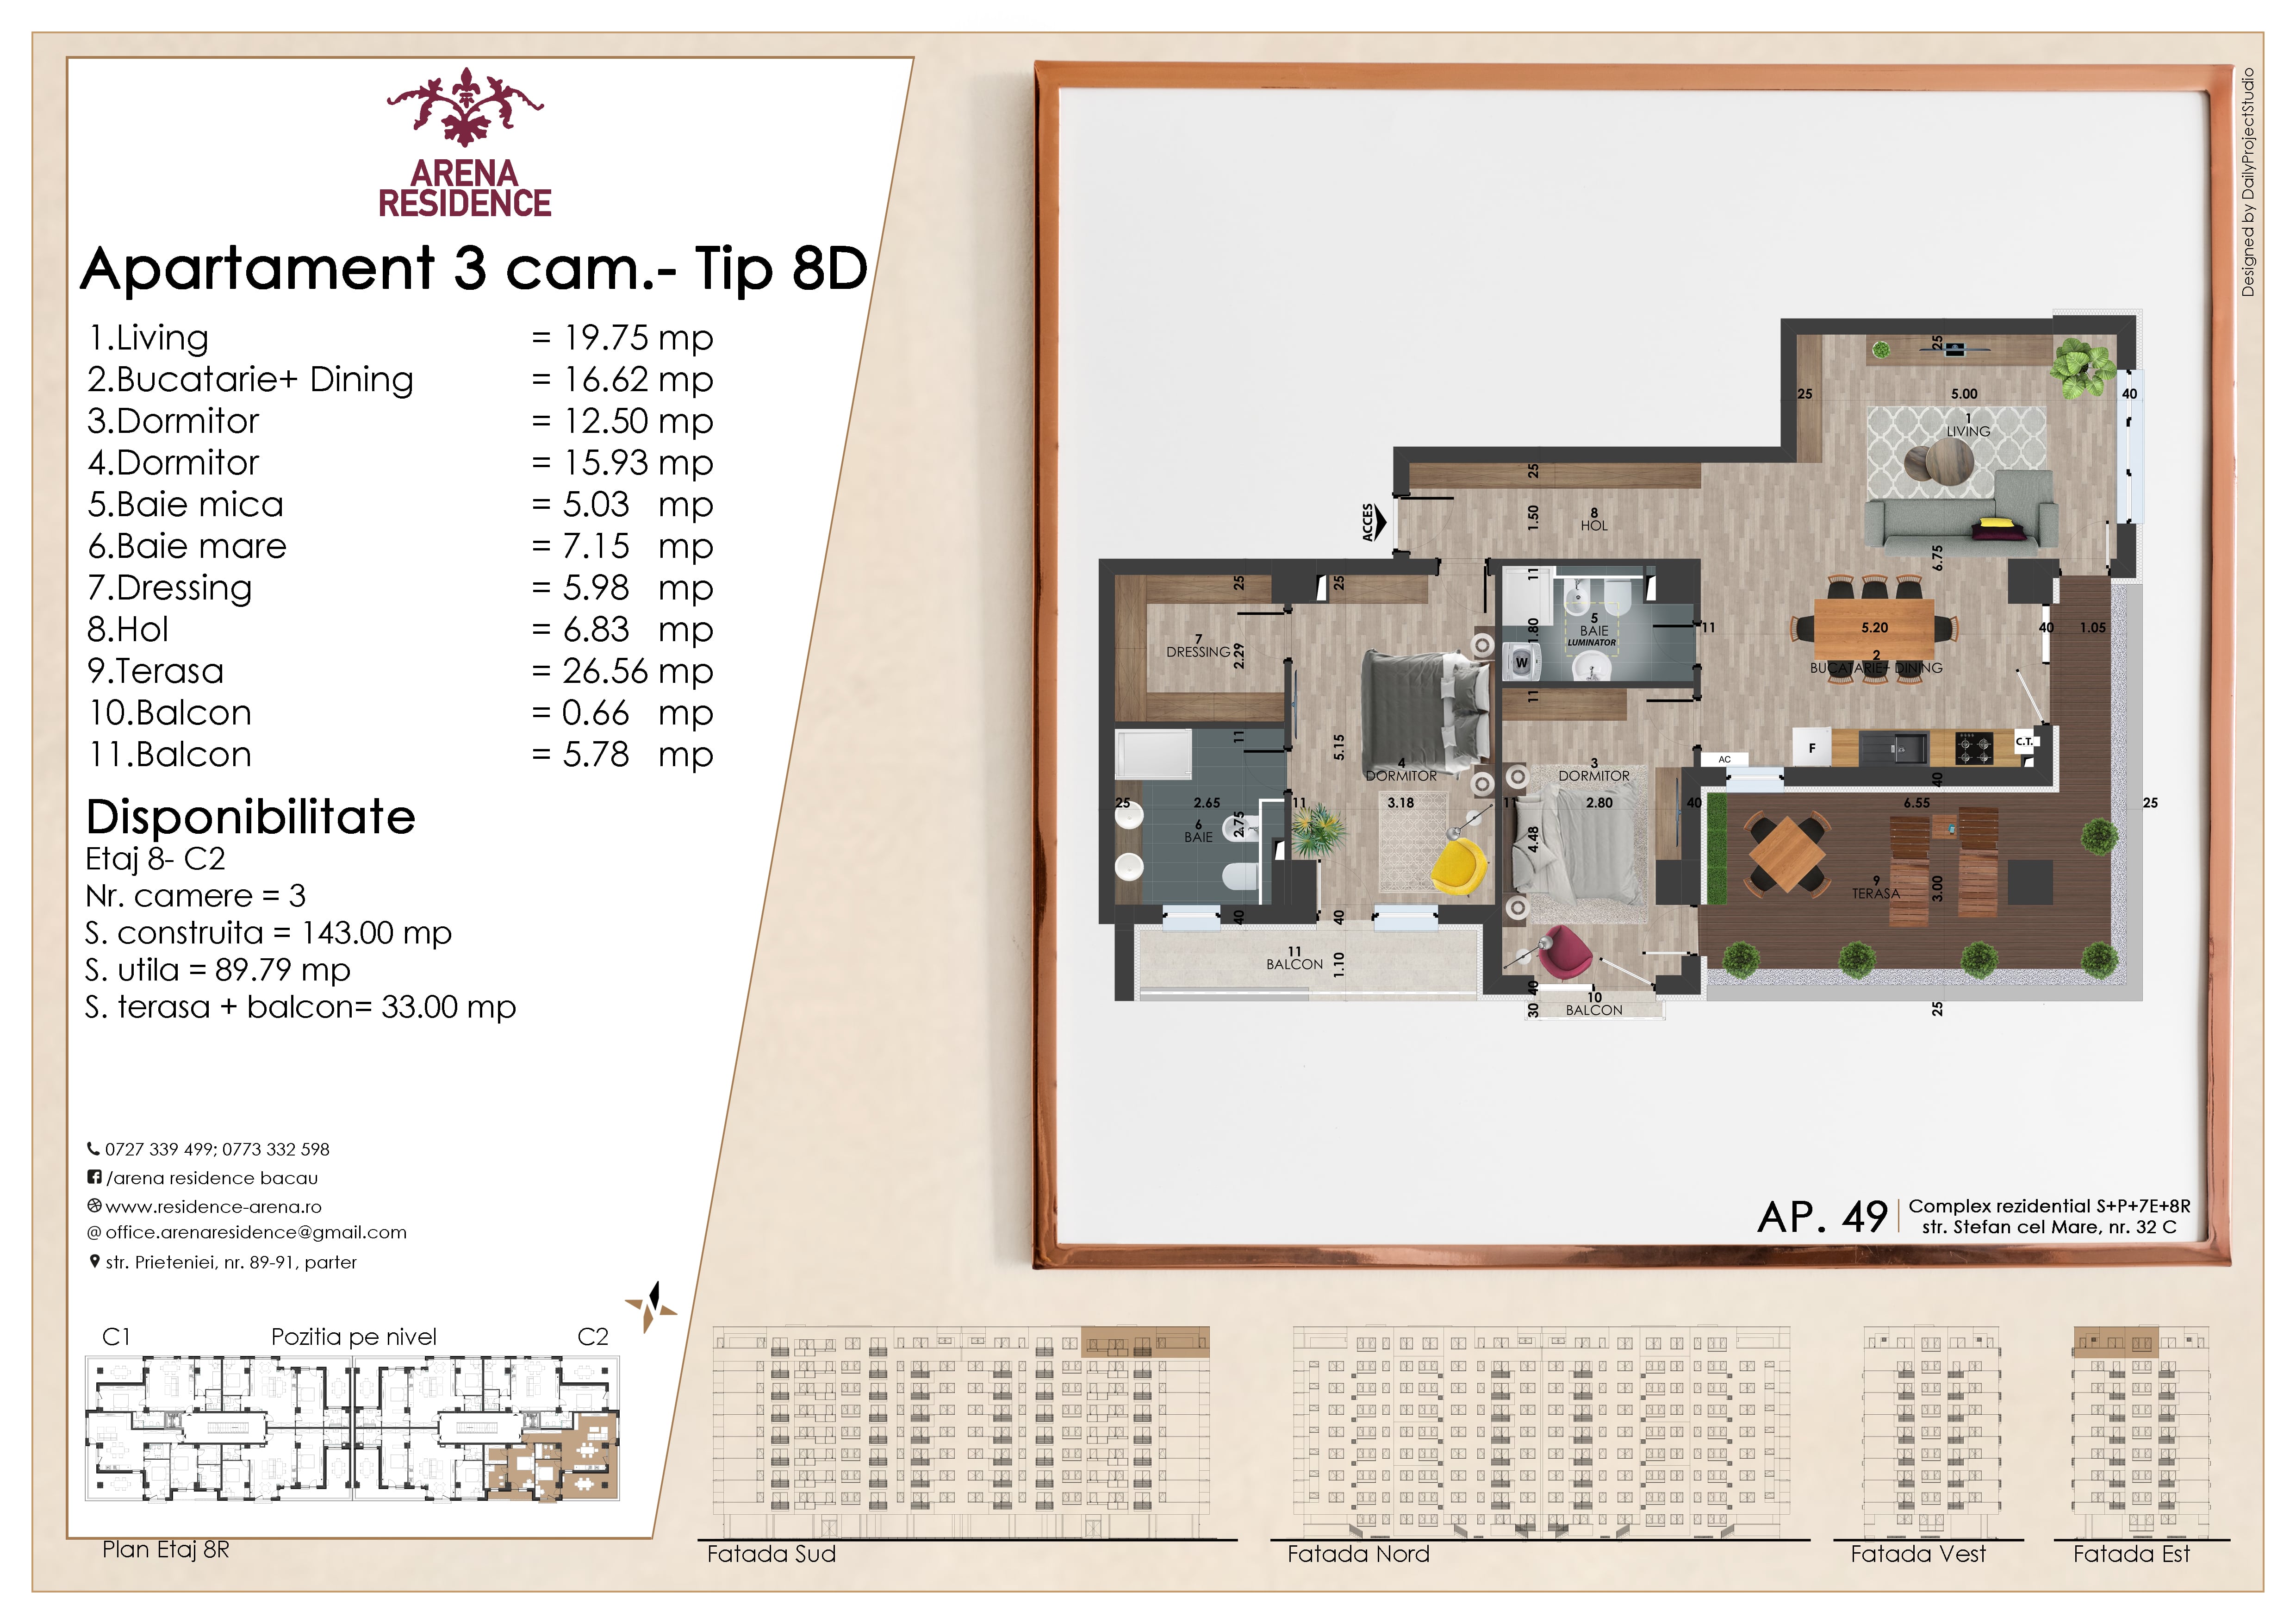 ARENA
RESIDENCE
Apartament 3 cam.- Tip 8D
1.Living = 19.75 mp
2.Bucatarie+ Dining = 16.62 mp
3.Dormitor = 12.50 mp
4.Dormitor = 15.93 mp
5.Baie mica = 5.03 mp
6.Baie mare = 7.15 mp
7.Dressing = 5.98 mp
8.Hol = 6.83 mp
9.Terasa = 26.56 mp
10.Balcon = 0.66 mp
11.Balcon = 5.78 mp
Disponibilitate
Etaj 8- C2
Nr. camere = 3
S. construita = 143.00 mp
S. utila = 89.79 mp
S. terasa + balcon= 33.00 mp
0727 339 499; 0773 332 598
/arena residence bacau
www.residence-arena.ro
@ office.arenaresidence@gmail.com
str. Prieteniei, nr. 89-91, parter
C1 Pozitia pe nivel C2
Plan Etaj 8R
Designed by DailyProjectStudio
25
25 5.00 40
1
LIVING
25
ACCES
1.50
8
HOL
6.75
25 25 11
5
BAIE
LUMINATOR
1.80
W
11 5.20 40 1.05
7
DRESSING
2.29
2
BUCATARIE+ DINING
11
11
5.15
F
C.T.
AC
4
DORMITOR
3
DORMITOR
40
25 2.65 11 3.18 11 2.80 40 6.55 25
6
BAIE
2.75
4.48
9
TERASA
3.00
40 40
11
BALCON
1.10
40
10
BALCON
30
25
AP. 49
Complex rezidential S+P+7E+8R
str. Stefan cel Mare, nr. 32 C
Fatada Sud
Fatada Nord
Fatada Vest
Fatada Est